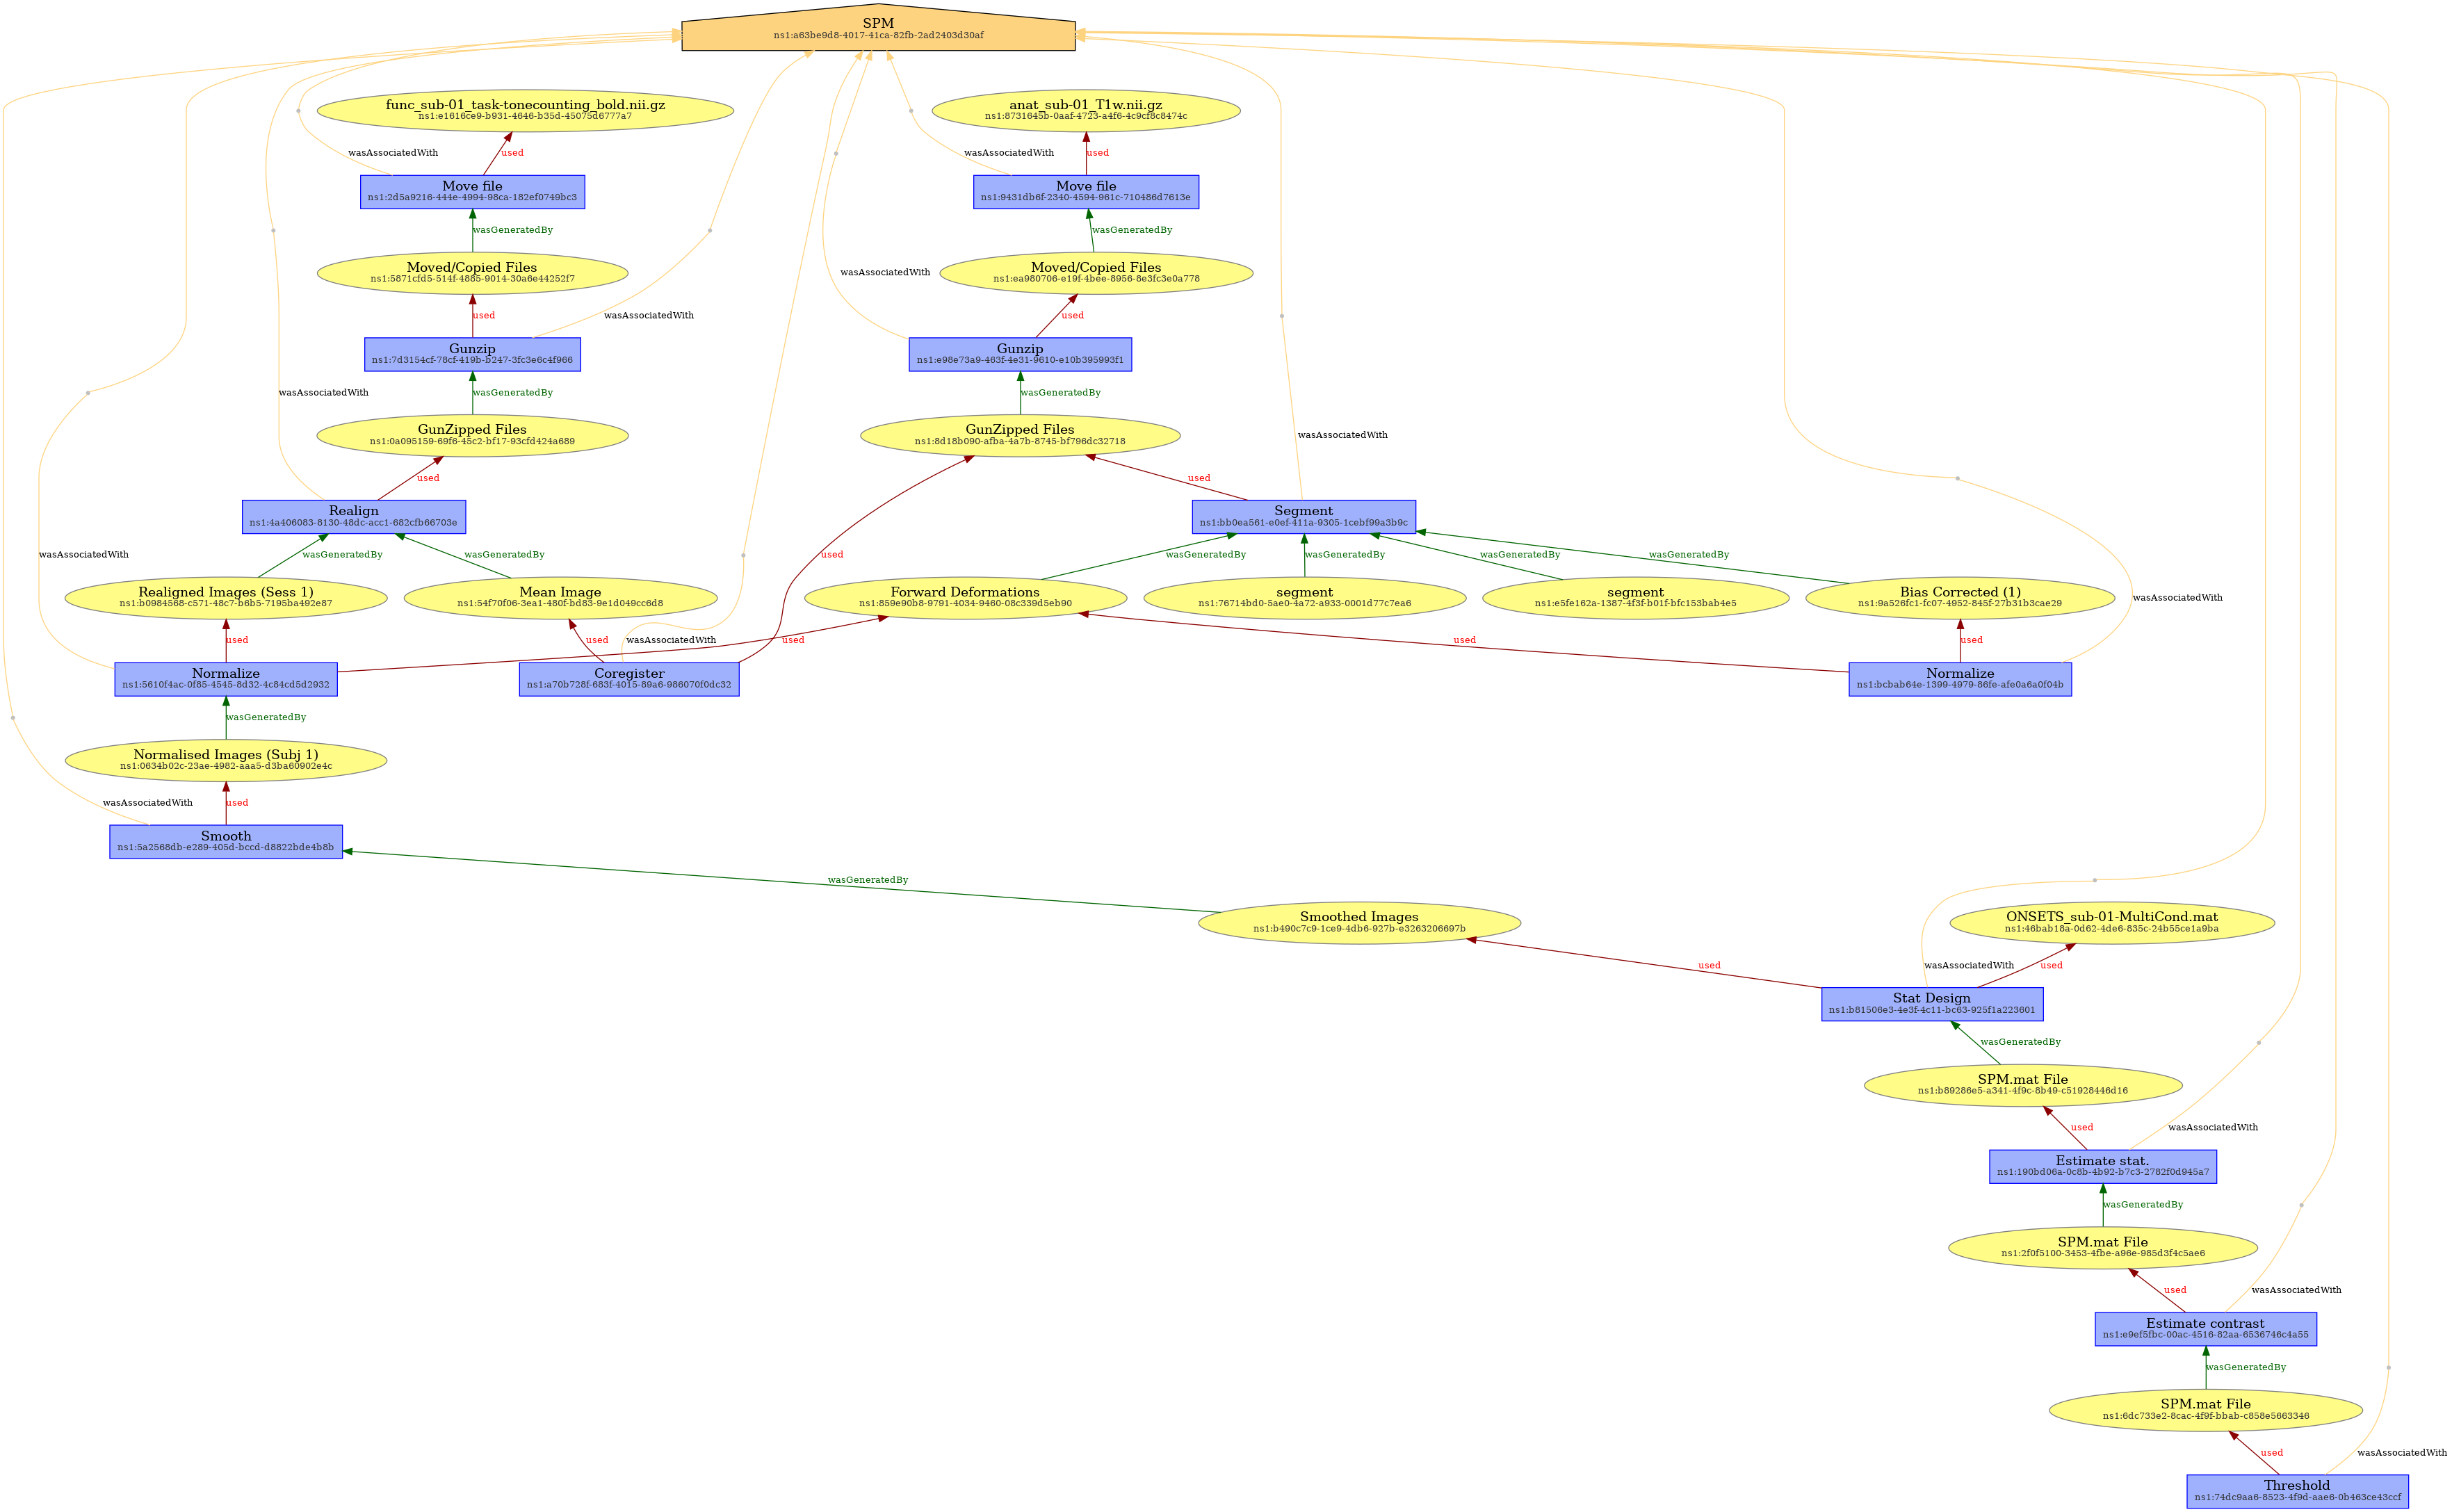 SPM
ns1:a63be9d8-4017-41ca-82fb-2ad2403d30af
func_sub-01_task-tonecounting_bold.nii.gz
ns1:e1616ce9-b931-4646-b35d-45075d6777a7
anat_sub-01_T1w.nii.gz
ns1:8731645b-0aaf-4723-a4f6-4c9cf8c8474c
wasAssociatedWith
used
wasAssociatedWith
used
Move file
ns1:2d5a9216-444e-4994-98ca-182ef0749bc3
Move file
ns1:9431db6f-2340-4594-961c-710486d7613e
wasGeneratedBy
wasGeneratedBy
Moved/Copied Files
ns1:5871cfd5-514f-4885-9014-30a6e44252f7
wasAssociatedWith
Moved/Copied Files
ns1:ea980706-e19f-4bee-8956-8e3fc3e0a778
used
wasAssociatedWith
used
Gunzip
ns1:7d3154cf-78cf-419b-b247-3fc3e6c4f966
Gunzip
ns1:e98e73a9-463f-4e31-9610-e10b395993f1
wasAssociatedWith
wasGeneratedBy
wasGeneratedBy
GunZipped Files
ns1:0a095159-69f6-45c2-bf17-93cfd424a689
GunZipped Files
ns1:8d18b090-afba-4a7b-8745-bf796dc32718
wasAssociatedWith
used
used
Realign
ns1:4a406083-8130-48dc-acc1-682cfb66703e
Segment
ns1:bb0ea561-e0ef-411a-9305-1cebf99a3b9c
wasAssociatedWith
wasGeneratedBy
wasGeneratedBy
used
wasGeneratedBy
wasGeneratedBy
wasGeneratedBy
wasGeneratedBy
Realigned Images (Sess 1)
ns1:b0984568-c571-48c7-b6b5-7195ba492e87
Mean Image
ns1:54f70f06-3ea1-480f-bd83-9e1d049cc6d8
Forward Deformations
ns1:859e90b8-9791-4034-9460-08c339d5eb90
segment
ns1:76714bd0-5ae0-4a72-a933-0001d77c7ea6
segment
ns1:e5fe162a-1387-4f3f-b01f-bfc153bab4e5
Bias Corrected (1)
ns1:9a526fc1-fc07-4952-845f-27b31b3cae29
wasAssociatedWith
used
used
wasAssociatedWith
used
used
used
Normalize
ns1:5610f4ac-0f85-4545-8d32-4c84cd5d2932
Coregister
ns1:a70b728f-683f-4015-89a6-986070f0dc32
Normalize
ns1:bcbab64e-1399-4979-86fe-afe0a6a0f04b
wasGeneratedBy
Normalised Images (Subj 1)
ns1:0634b02c-23ae-4982-aaa5-d3ba60902e4c
wasAssociatedWith
used
Smooth
ns1:5a2568db-e289-405d-bccd-d8822bde4b8b
wasGeneratedBy
Smoothed Images
ns1:b490c7c9-1ce9-4db6-927b-e3263206697b
ONSETS_sub-01-MultiCond.mat
ns1:46bab18a-0d62-4de6-835c-24b55ce1a9ba
used
wasAssociatedWith
used
Stat Design
ns1:b81506e3-4e3f-4c11-bc63-925f1a223601
wasGeneratedBy
SPM.mat File
ns1:b89286e5-a341-4f9c-8b49-c51928446d16
used
wasAssociatedWith
Estimate stat.
ns1:190bd06a-0c8b-4b92-b7c3-2782f0d945a7
wasGeneratedBy
SPM.mat File
ns1:2f0f5100-3453-4fbe-a96e-985d3f4c5ae6
used
wasAssociatedWith
Estimate contrast
ns1:e9ef5fbc-00ac-4516-82aa-6536746c4a55
wasGeneratedBy
SPM.mat File
ns1:6dc733e2-8cac-4f9f-bbab-c858e5663346
used
wasAssociatedWith
Threshold
ns1:74dc9aa6-8523-4f9d-aae6-0b463ce43ccf